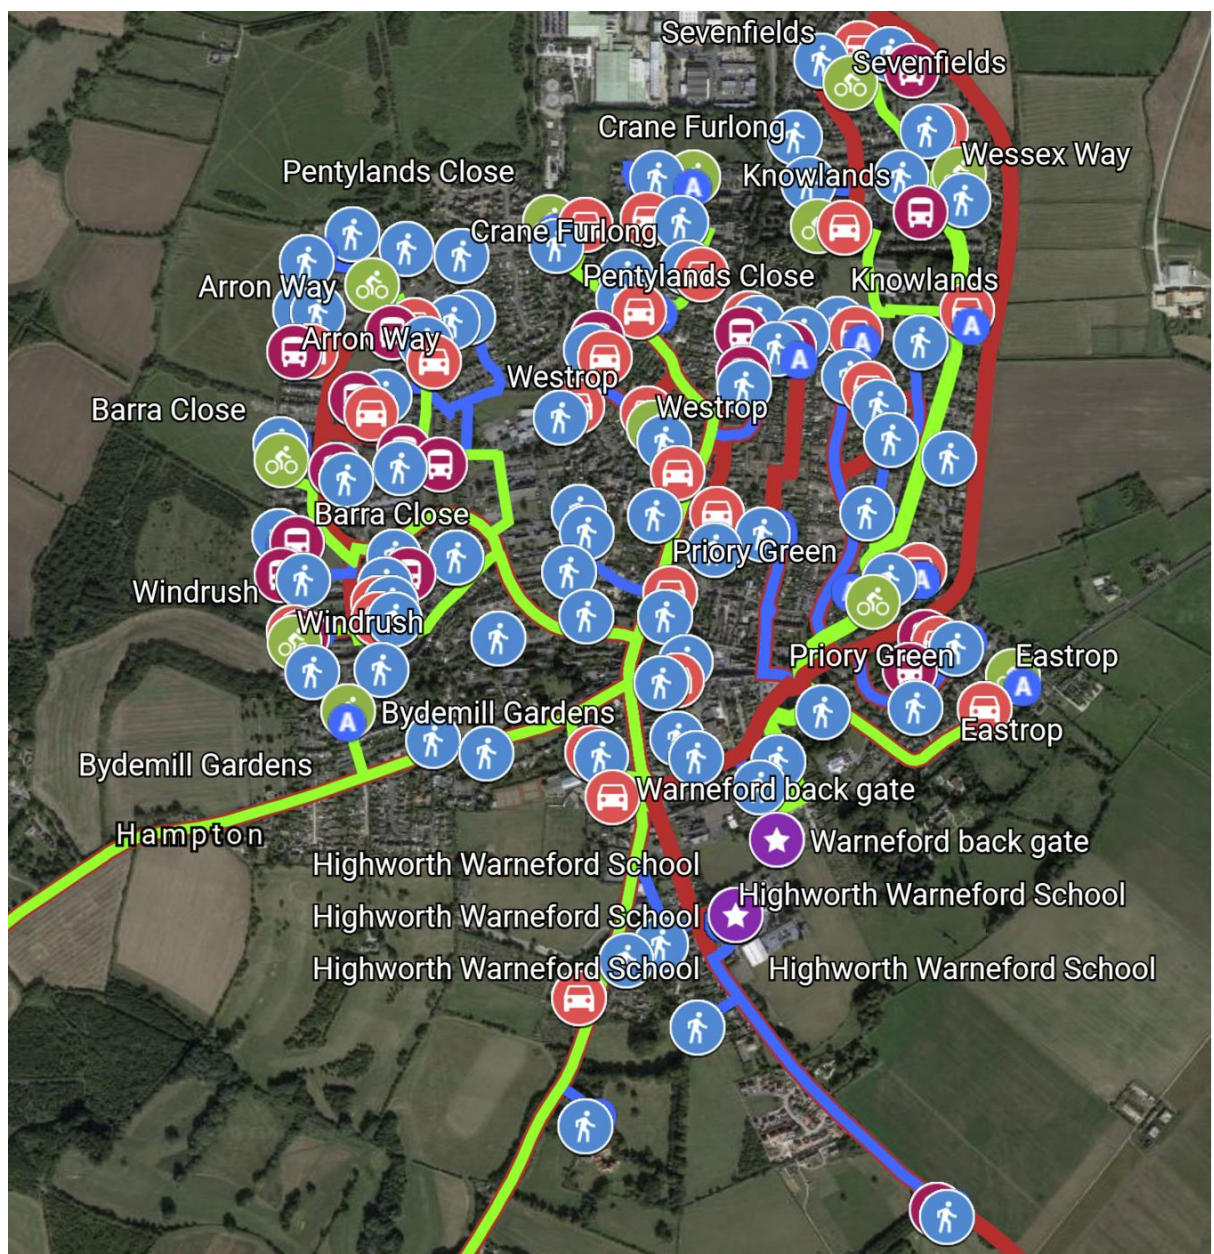 Sevenfields
Sevenfields
Crane Furlong
Wessex Way
Pentylands Close
Knowlands
Crane Furlong
Pentylands Close
Knowlands
Arron Way
Arron Way
Westrop
Barra Close
Westrop
Barra Close
Priory Green
Windrush
Windrush
Priory Green
Eastrop
Bydemill Gardens
Eastrop
Bydemill Gardens
Warneford back gate
Hampton
Warneford back gate
Highworth Warneford School
Highworth Warneford School
Highworth Warneford School
Highworth Warneford School
Highworth Warneford School
A
A
A
A
A
A
A